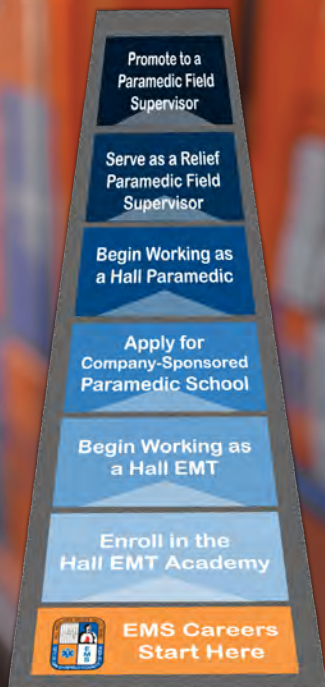 Promote to a
Paramedic Field
Supervisor
Serve as a Relief
Paramedic Field
Supervisor
Begin Working as
a Hall Paramedic
Apply for
Company-Sponsored
Paramedic School
Begin Working as
a Hall EMT
Enroll in the
Hall EMT Academy
EMS Careers
Start Here
EMS